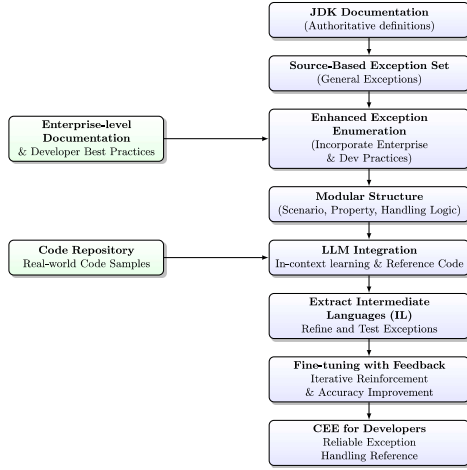 JDK Documentation
(Authoritative definitions)
Source-Based Exception Set
(General Exceptions)
Enterprise-level
Documentation
& Developer Best Practices
Enhanced Exception
Enumeration
(Incorporate Enterprise
& Dev Practices)
Modular Structure
(Scenario, Property, Handling Logic)
Code Repository
Real-world Code Samples
LLM Integration
In-context learning & Reference Code
Extract Intermediate
Languages (IL)
Refine and Test Exceptions
Fine-tuning with Feedback
Iterative Reinforcement
& Accuracy Improvement
CEE for Developers
Reliable Exception
Handling Reference